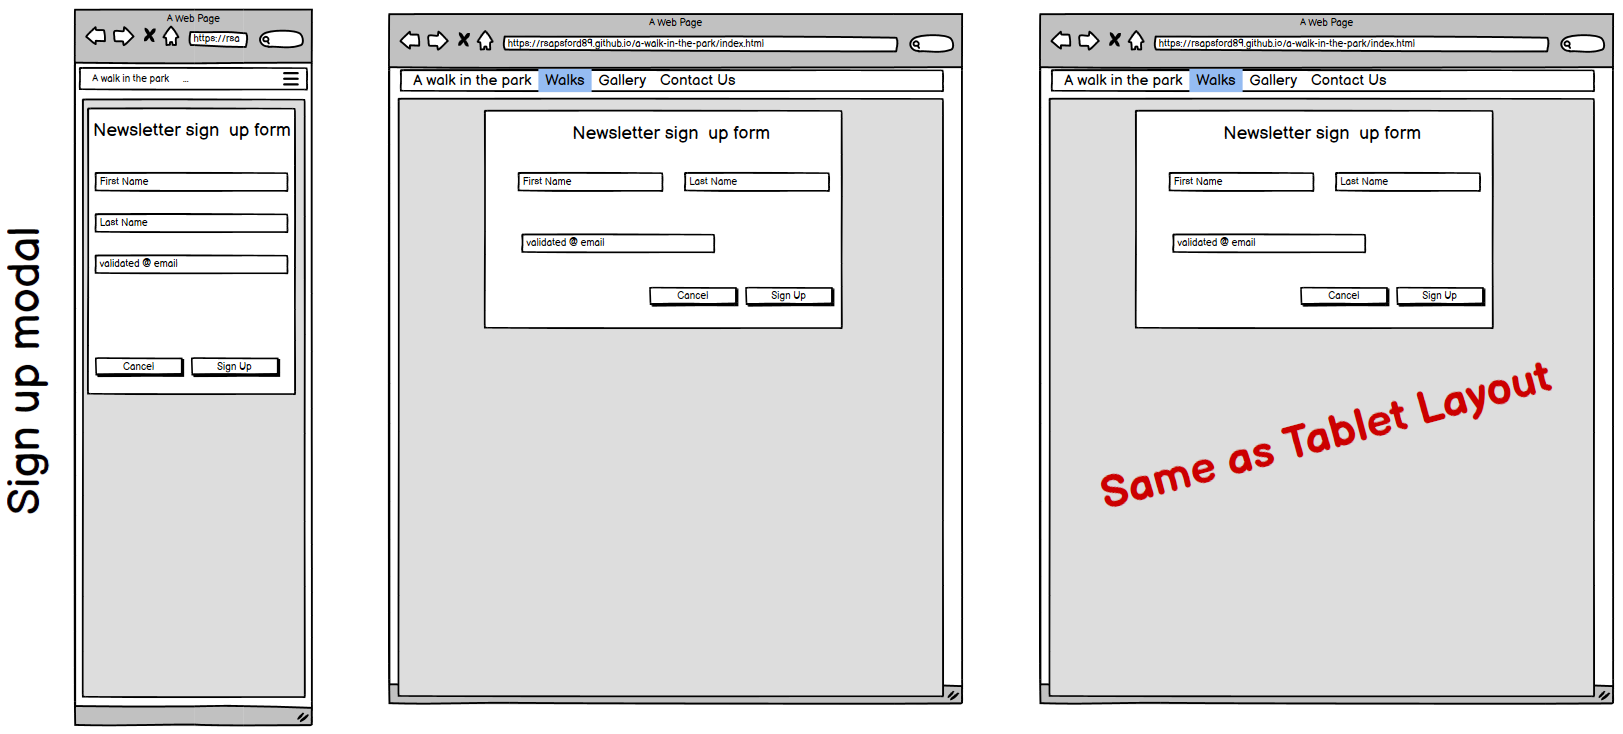 Sign up modal
A Web Page
https://rsa
A walk in the park ...
Newsletter sign up form
First Name
Last Name
validated @ email
Cancel Sign Up
A Web Page
https://rsapsford89.github.io/a-walk-in-the-park/index.html
A walk in the park Walks Gallery Contact Us
Newsletter sign up form
First Name Last Name
validated @ email
Cancel Sign Up
A Web Page
https://rsapsford89.github.io/a-walk-in-the-park/index.html
A walk in the park Walks Gallery Contact Us
Newsletter sign up form
First Name Last Name
validated @ email
Cancel Sign Up
Same as Tablet Layout